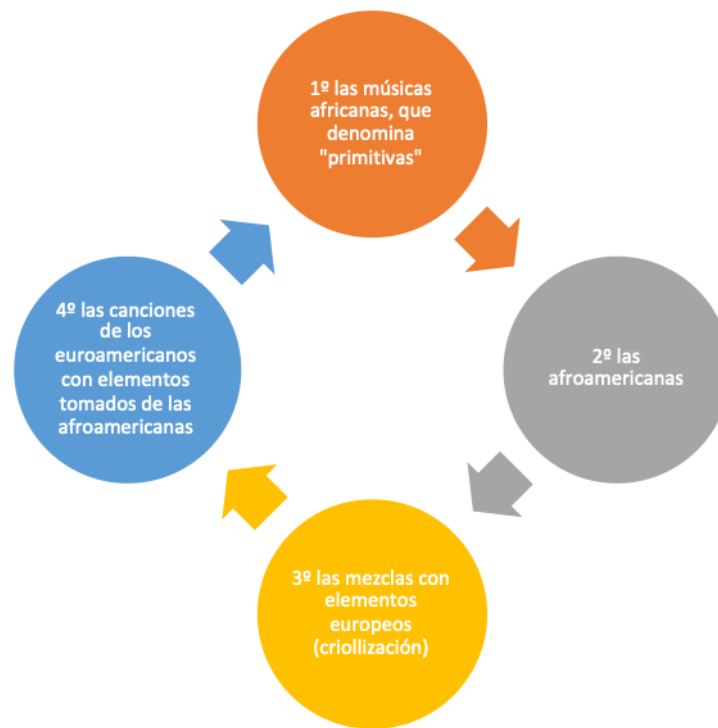 1º las músicas
africanas, que
denomina
"primitivas"
2º las
afroamericanas
3º las mezclas con
elementos
europeos
(criollización)
4º las canciones
de los
euroamericanos
con elementos
tomados de las
afroamericanas